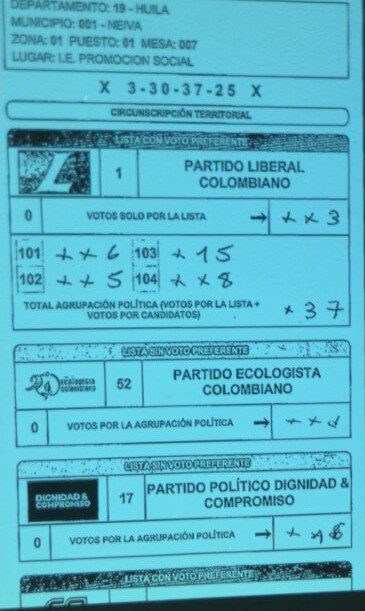 DEPARTAMENTO: 19 - HUILA
MUNICIPIO: 001 - NEIVA
ZONA: 01 PUESTO: 01 MESA: 007
LUGAR: I.E. PROMOCION SOCIAL
X 3-30-37-25 X
CIRCUNSCRIPCIÓN TERRITORIAL
LISTA CON VOTO PREFERENTE
L 1 PARTIDO LIBERAL
COLOMBIANO
0 VOTOS SOLO POR LA LISTA → x x 3
101 x x 6 103 x 15
102 x x 5 104 x x 8
TOTAL AGRUPACIÓN POLÍTICA (VOTOS POR LA LISTA +
VOTOS POR CANDIDATOS) x 3 7
LISTA SIN VOTO PREFERENTE
ecologista
colombiano 52 PARTIDO ECOLOGISTA
COLOMBIANO
0 VOTOS POR LA AGRUPACIÓN POLÍTICA → x x
LISTA SIN VOTO PREFERENTE
DIGNIDAD &
COMPROMISO 17 PARTIDO POLÍTICO DIGNIDAD &
COMPROMISO
0 VOTOS POR LA AGRUPACIÓN POLÍTICA → x
LISTA CON VOTO PREFERENTE